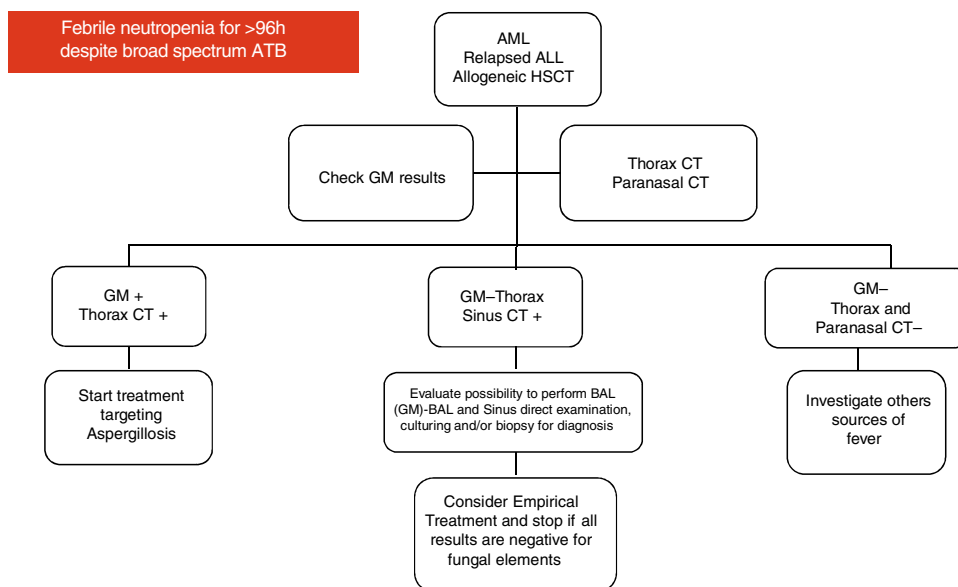 Febrile neutropenia for >96h
despite broad spectrum ATB
AML
Relapsed ALL
Allogeneic HSCT
Check GM results
Thorax CT
Paranasal CT
GM +
Thorax CT +
GM–Thorax
Sinus CT +
GM–
Thorax and
Paranasal CT–
Start treatment
targeting
Aspergillosis
Evaluate possibility to perform BAL
(GM)-BAL and Sinus direct examination,
culturing and/or biopsy for diagnosis
Investigate others
sources of
fever
Consider Empirical
Treatment and stop if all
results are negative for
fungal elements